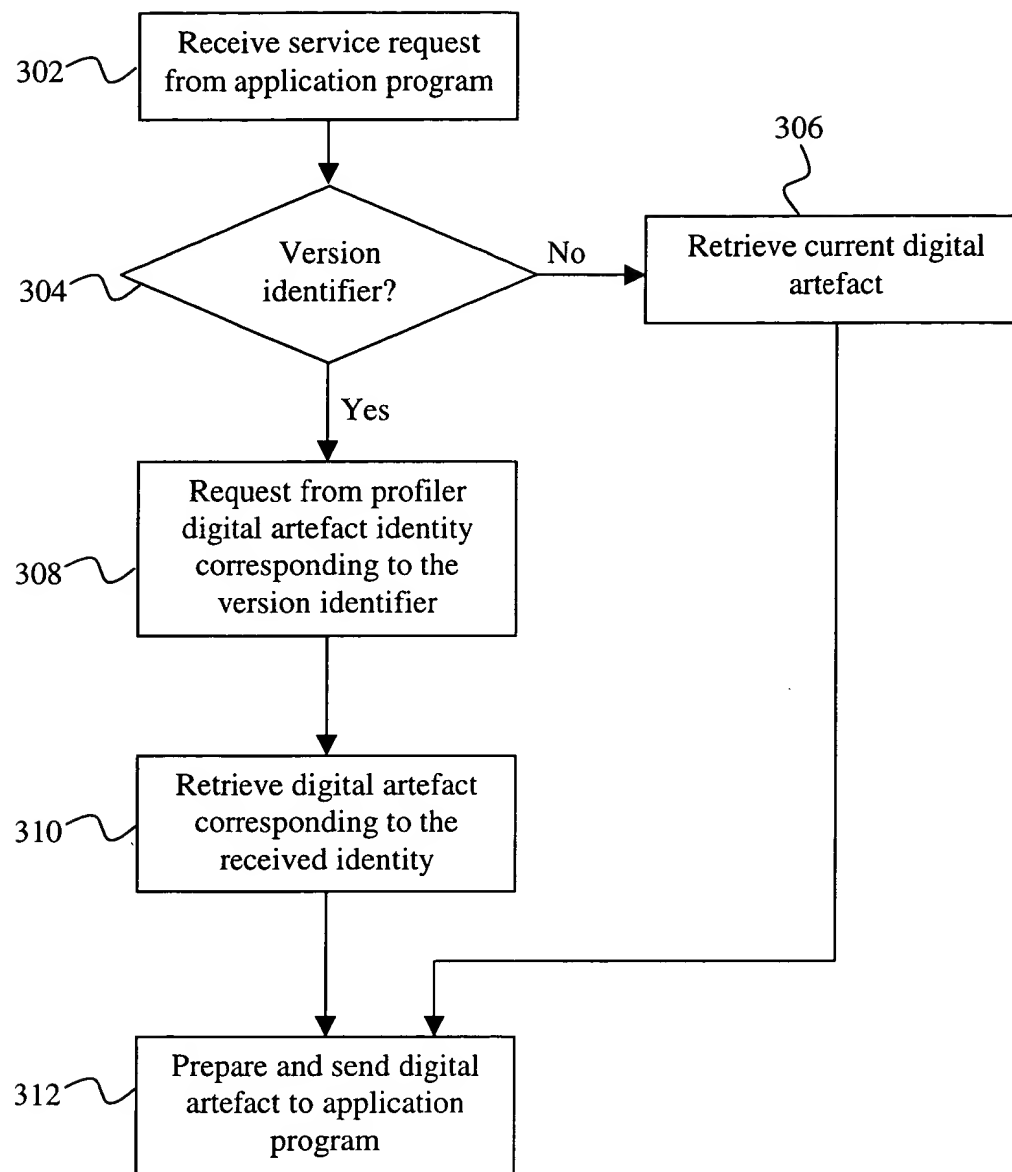 302
Receive service request
from application program
306
304
Version
identifier?
No
Retrieve current digital
artefact
Yes
308
Request from profiler
digital artefact identity
corresponding to the
version identifier
310
Retrieve digital artefact
corresponding to the
received identity
312
Prepare and send digital
artefact to application
program